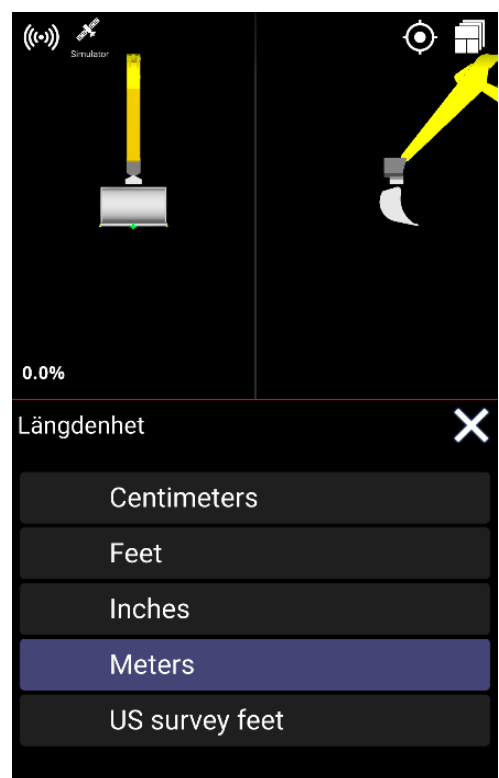 Simulator
0.0%
Längdenhet
Centimeters
Feet
Inches
Meters
US survey feet